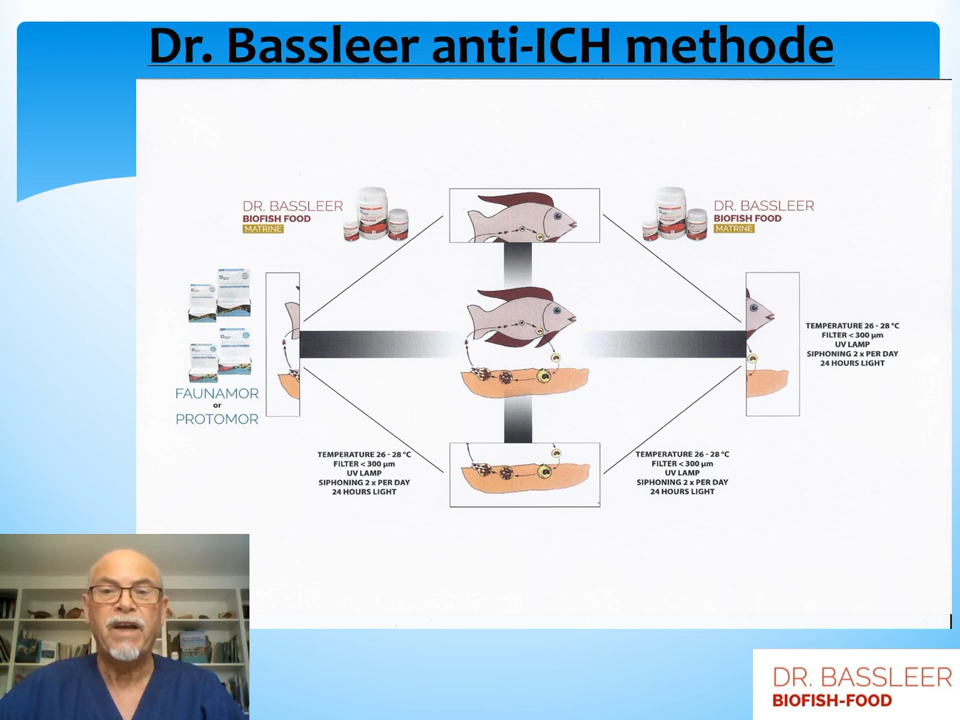 Dr. Bassleer anti-ICH methode
DR. BASSLEER
BIOFISH FOOD
MATRINE
DR. BASSLEER
BIOFISH FOOD
MATRINE
FAUNAMOR
or
PROTOMOR
TEMPERATURE 26 - 28 °C
FILTER < 300 µm
UV LAMP
SIPHONING 2 x PER DAY
24 HOURS LIGHT
TEMPERATURE 26 - 28 °C
FILTER < 300 µm
UV LAMP
SIPHONING 2 x PER DAY
24 HOURS LIGHT
TEMPERATURE 26 - 28 °C
FILTER < 300 µm
UV LAMP
SIPHONING 2 x PER DAY
24 HOURS LIGHT
DR. BASSLEER
BIOFISH-FOOD